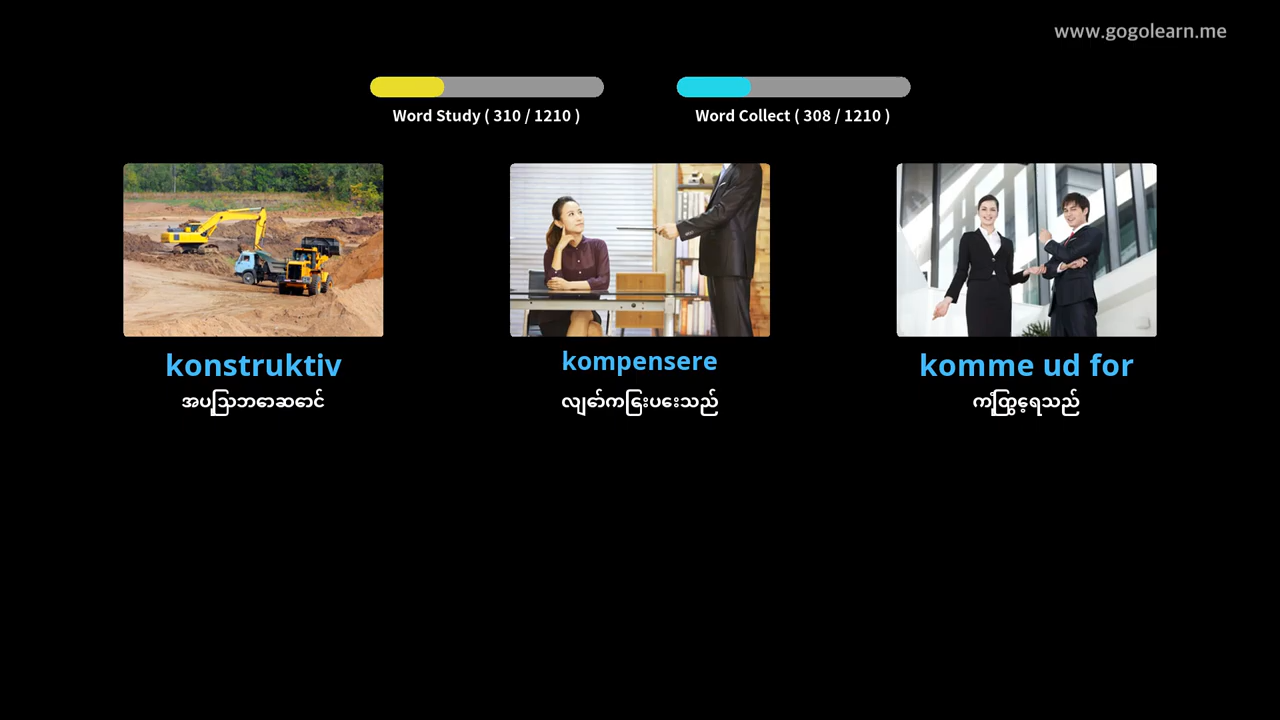 www.gogolearn.me
Word Study ( 310 / 1210 )
Word Collect ( 308 / 1210 )
konstruktiv
kompensere
komme ud for
အပြုသဘောဆောင်
လျော်ကြေးပေးသည်
ကြုံတွေ့ရသည်